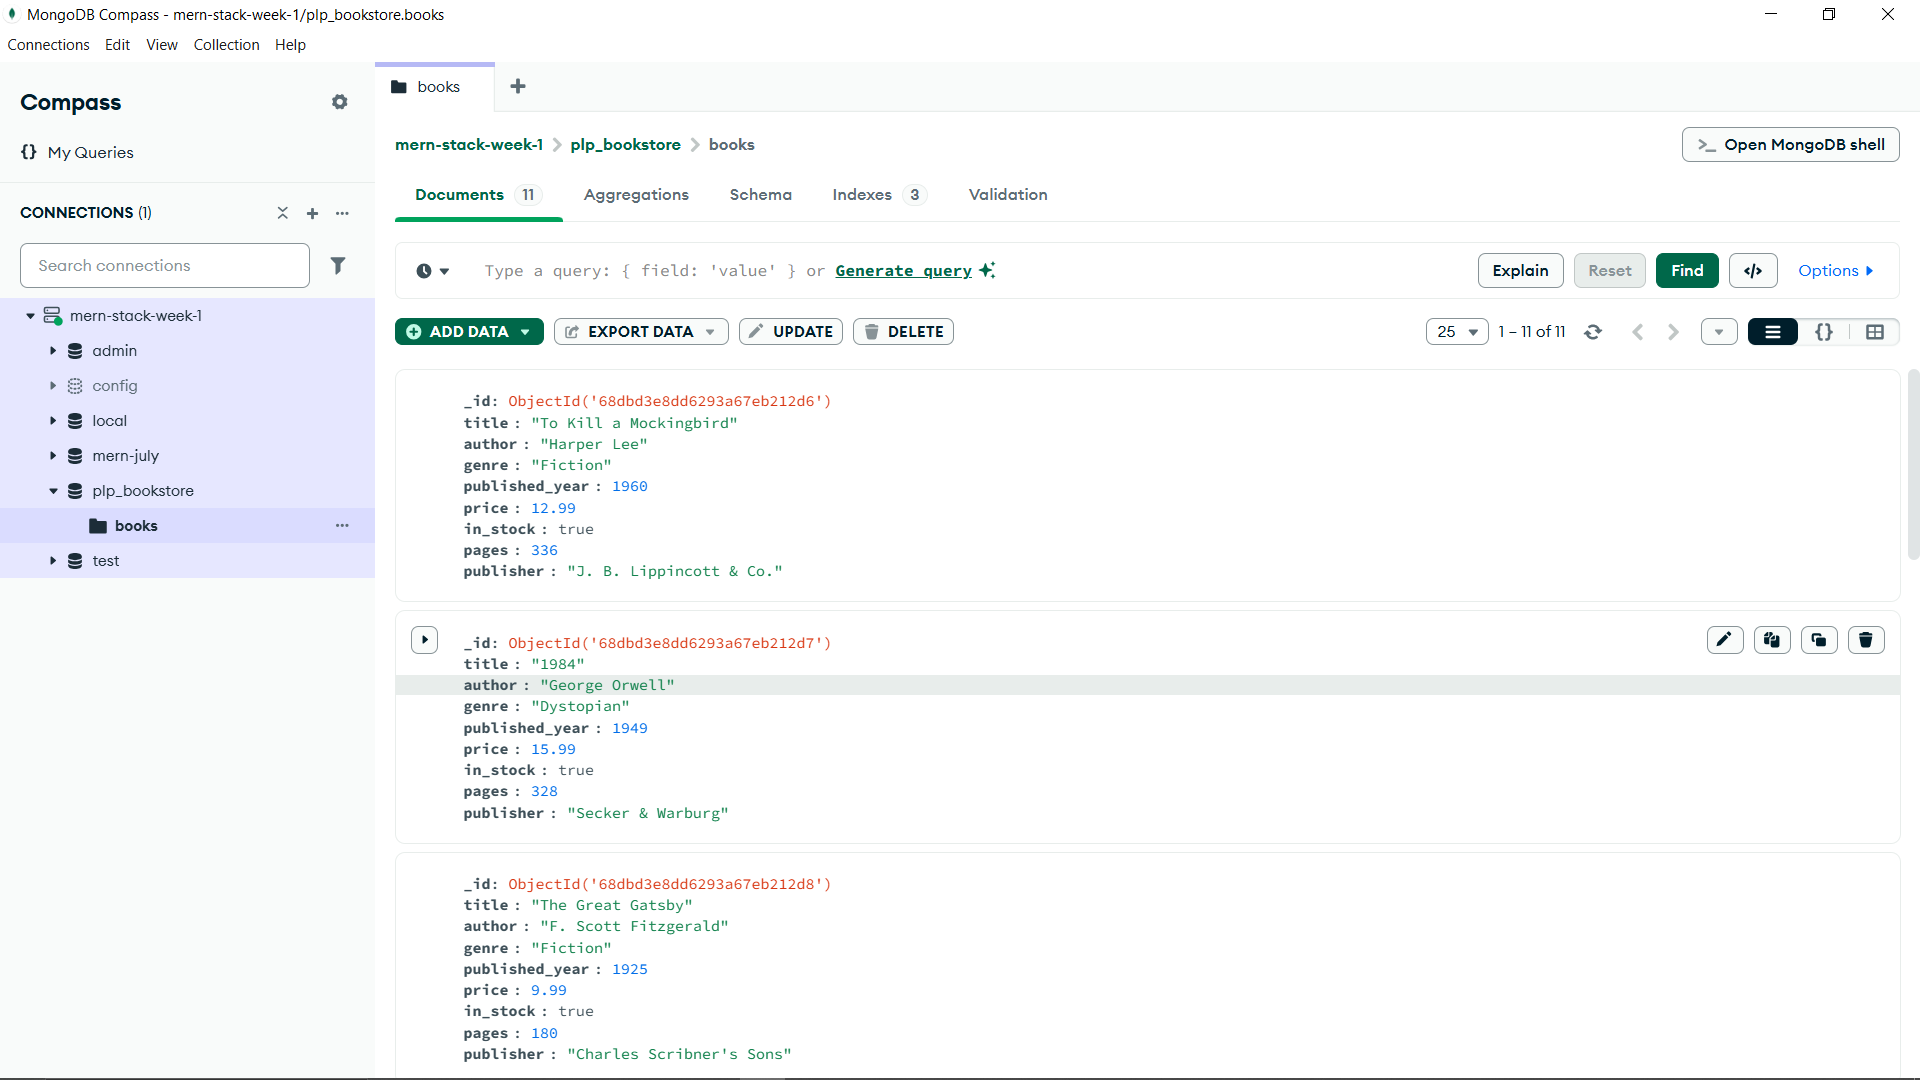 MongoDB Compass - mern-stack-week-1/plp_bookstore.books
Connections Edit View Collection Help
Compass
{} My Queries
CONNECTIONS (1)
Search connections
mern-stack-week-1
admin
config
local
mern-july
plp_bookstore
books
test
books
mern-stack-week-1 > plp_bookstore > books
>_ Open MongoDB shell
Documents 11 Aggregations Schema Indexes 3 Validation
Type a query: { field: 'value' } or Generate query
Explain Reset Find </> Options
ADD DATA EXPORT DATA UPDATE DELETE
25 1 – 11 of 11 {}
_id: ObjectId('68dbd3e8dd6293a67eb212d6')
title : "To Kill a Mockingbird"
author : "Harper Lee"
genre : "Fiction"
published_year : 1960
price : 12.99
in_stock : true
pages : 336
publisher : "J. B. Lippincott & Co."
_id: ObjectId('68dbd3e8dd6293a67eb212d7')
title : "1984"
author : "George Orwell"
genre : "Dystopian"
published_year : 1949
price : 15.99
in_stock : true
pages : 328
publisher : "Secker & Warburg"
_id: ObjectId('68dbd3e8dd6293a67eb212d8')
title : "The Great Gatsby"
author : "F. Scott Fitzgerald"
genre : "Fiction"
published_year : 1925
price : 9.99
in_stock : true
pages : 180
publisher : "Charles Scribner's Sons"